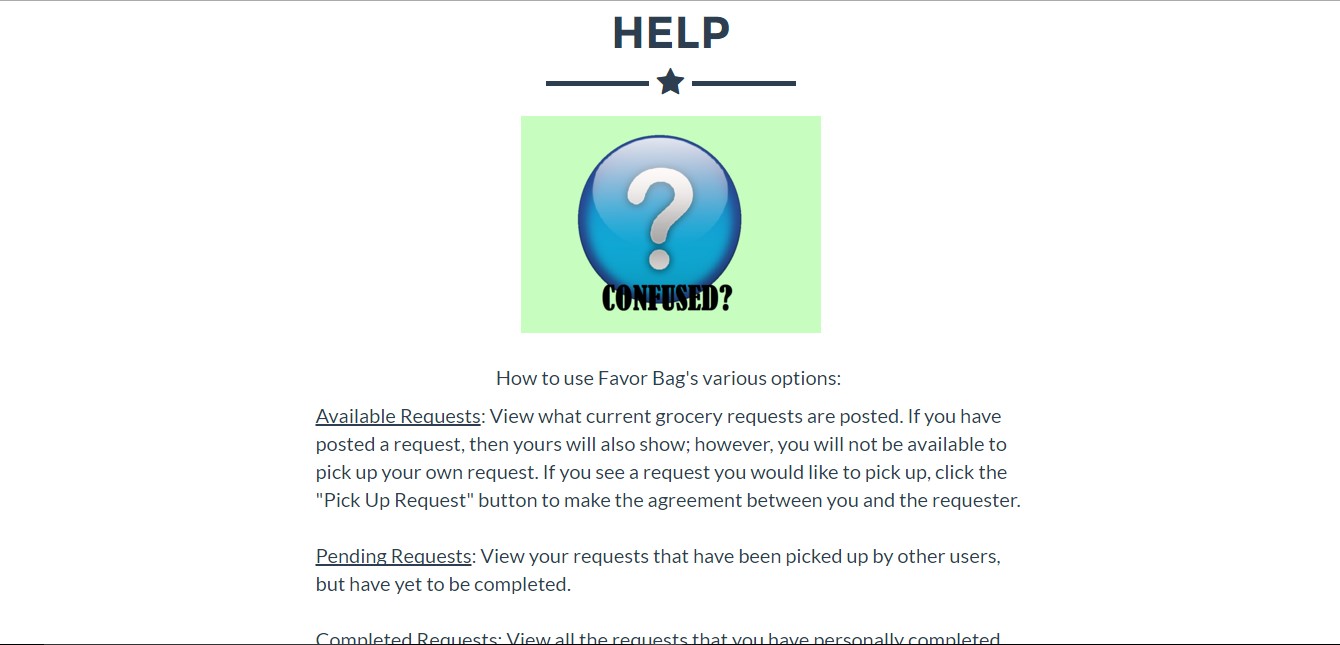 HELP
?
CONFUSED?
How to use Favor Bag's various options:
Available Requests: View what current grocery requests are posted. If you have
posted a request, then yours will also show; however, you will not be available to
pick up your own request. If you see a request you would like to pick up, click the
"Pick Up Request" button to make the agreement between you and the requester.
Pending Requests: View your requests that have been picked up by other users,
but have yet to be completed.
Completed Requests: View all the requests that you have personally completed